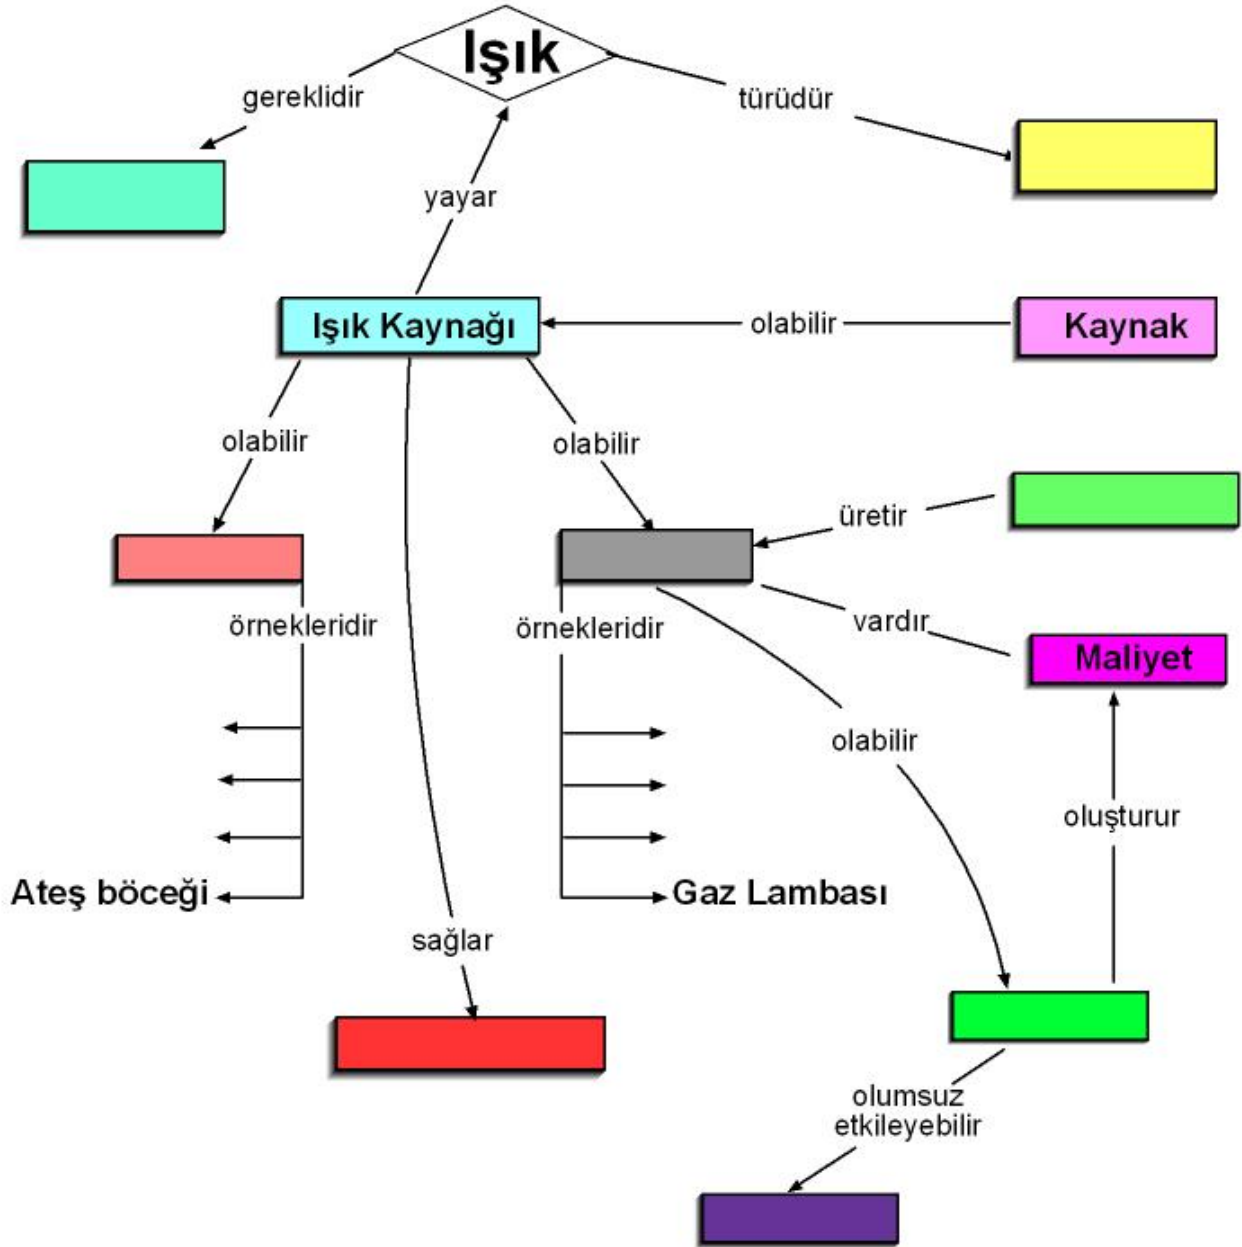 Işık
gereklidir
türüdür
yayar
Işık Kaynağı
olabilir
Kaynak
olabilir
olabilir
üretir
örnekleridir
örnekleridir
vardır
Maliyet
olabilir
oluşturur
Ateş böceği
Gaz Lambası
sağlar
olumsuz
etkileyebilir